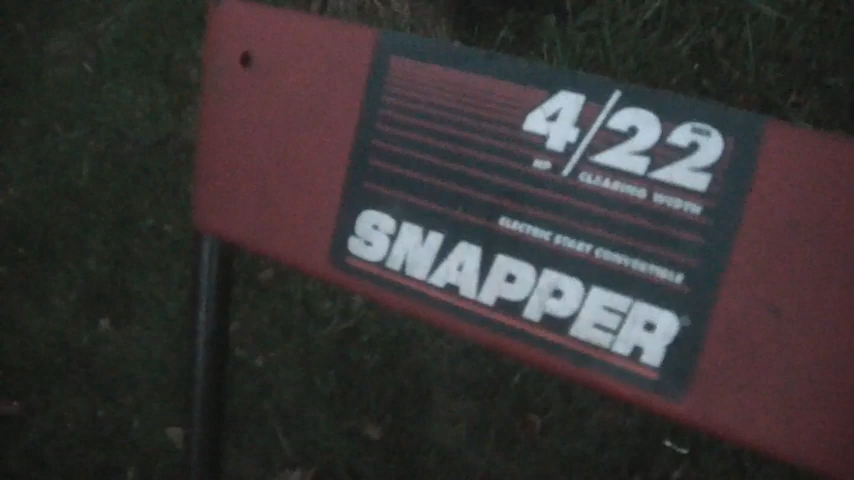 4/22
HP CLEARING WIDTH
ELECTRIC START CONVERTIBLE
SNAPPER